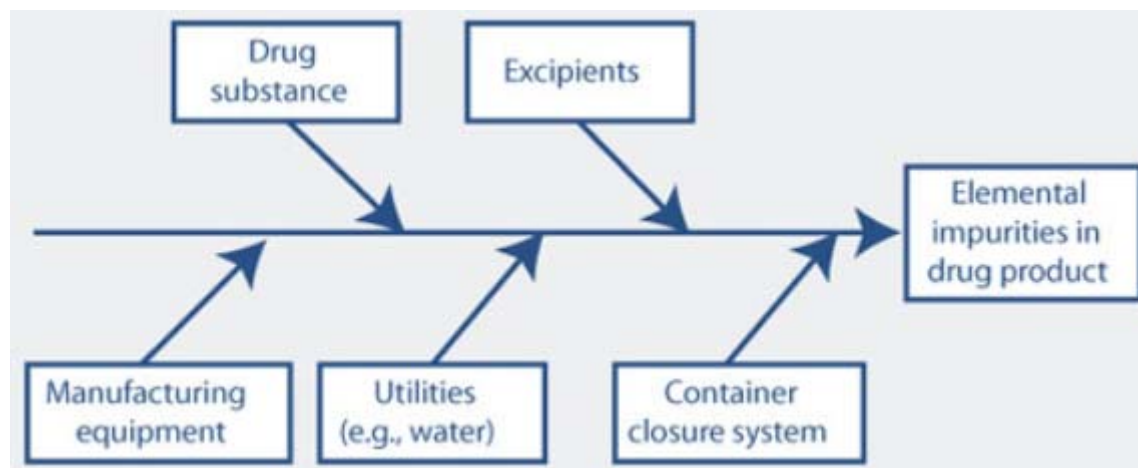 Drug
substance
Excipients
Elemental
impurities in
drug product
Manufacturing
equipment
Utilities
(e.g., water)
Container
closure system